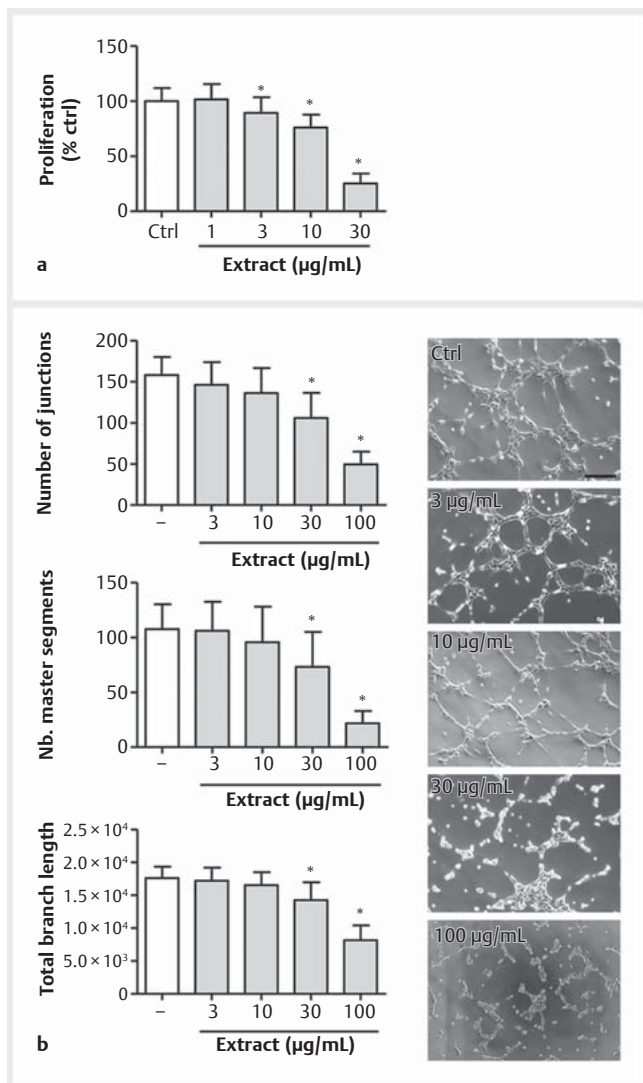 150
100
50
0
Proliferation
(% ctrl)
* * *
Ctrl 1 3 10 30
Extract (µg/mL)
a
200
150
100
50
0
Number of junctions
* *
– 3 10 30 100
Extract (µg/mL)
150
100
50
0
Nb. master segments
* *
– 3 10 30 100
Extract (µg/mL)
2.5 × 10⁴
2.0 × 10⁴
1.5 × 10⁴
1.0 × 10⁴
5.0 × 10³
0
Total branch length
* *
– 3 10 30 100
Extract (µg/mL)
b
Ctrl
3 µg/mL
10 µg/mL
30 µg/mL
100 µg/mL